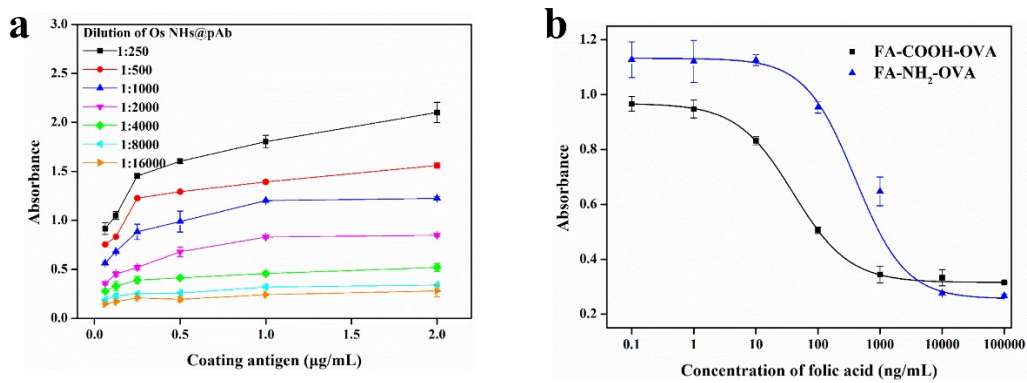 a
3.0
2.5
2.0
1.5
1.0
0.5
0.0
Absorbance
Dilution of Os NHs@pAb
1:250
1:500
1:1000
1:2000
1:4000
1:8000
1:16000
0.0 0.5 1.0 1.5 2.0
Coating antigen (μg/mL)
b
1.2
1.0
0.8
0.6
0.4
0.2
Absorbance
FA-COOH-OVA
FA-NH₂-OVA
0.1 1 10 100 1000 10000 100000
Concentration of folic acid (ng/mL)